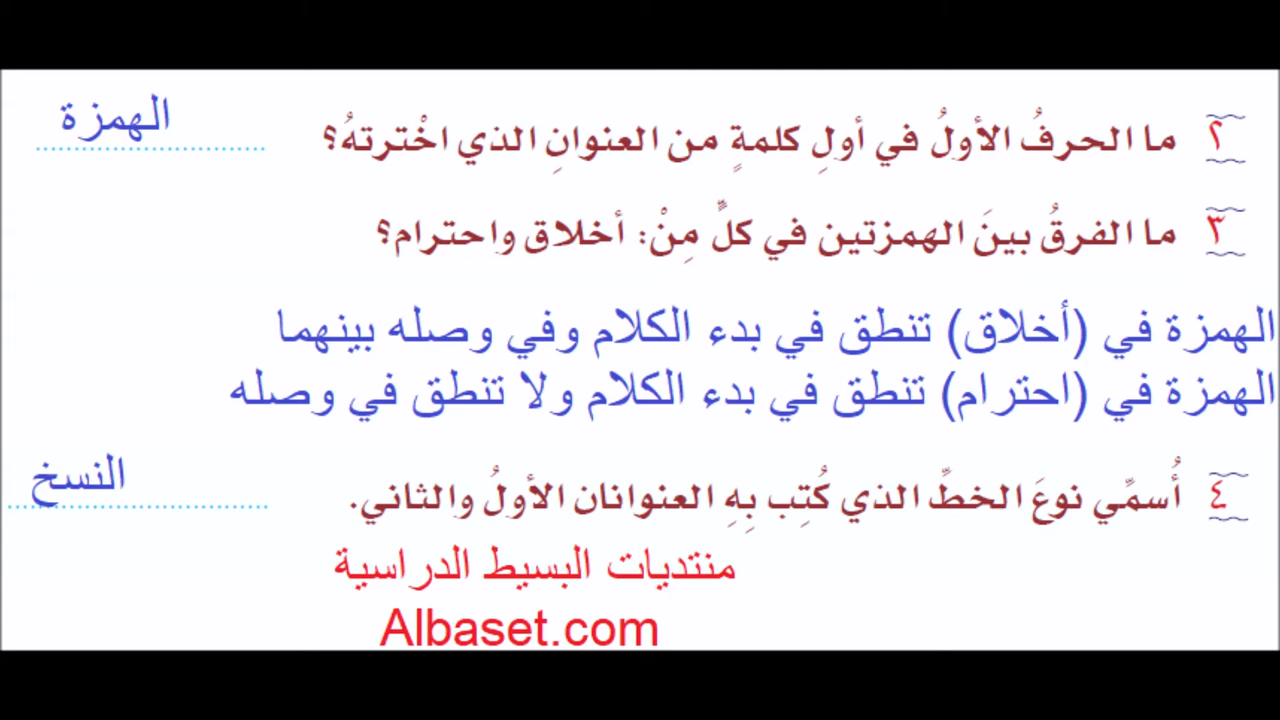 ٢ ما الحرفُ الأولُ في أولِ كلمةٍ من العنوانِ الذي اخْترتهُ؟ الهمزة
٣ ما الفرقُ بينَ الهمزتين في كلٍّ مِنْ: أخلاق واحترام؟
الهمزة في (أخلاق) تنطق في بدء الكلام وفي وصله بينهما
الهمزة في (احترام) تنطق في بدء الكلام ولا تنطق في وصله
٤ أُسمِّي نوعَ الخطِّ الذي كُتِب بِهِ العنوانان الأولُ والثاني. النسخ
منتديات البسيط الدراسية
Albaset.com